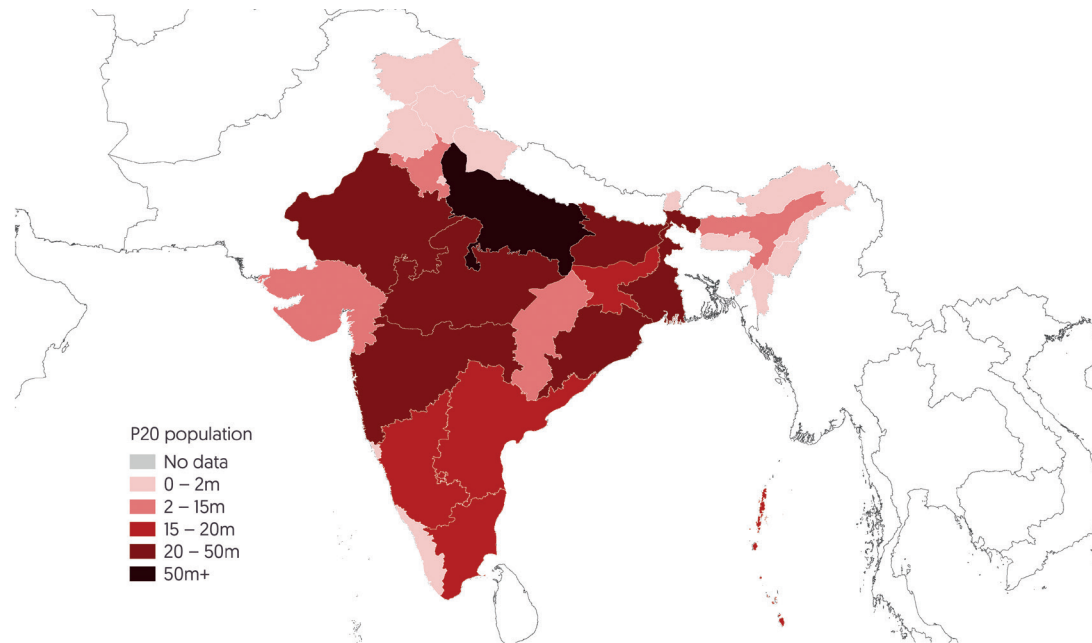 P20 population
No data
0 – 2m
2 – 15m
15 – 20m
20 – 50m
50m+